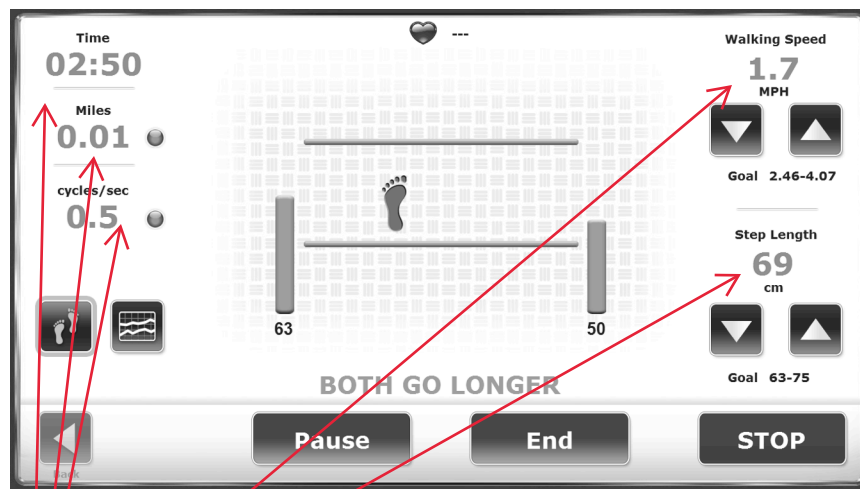 Time
02:50
Miles
0.01
cycles/sec
0.5
---
63
50
BOTH GO LONGER
Walking Speed
1.7
MPH
Goal 2.46-4.07
Step Length
69
cm
Goal 63-75
Back
Pause
End
STOP